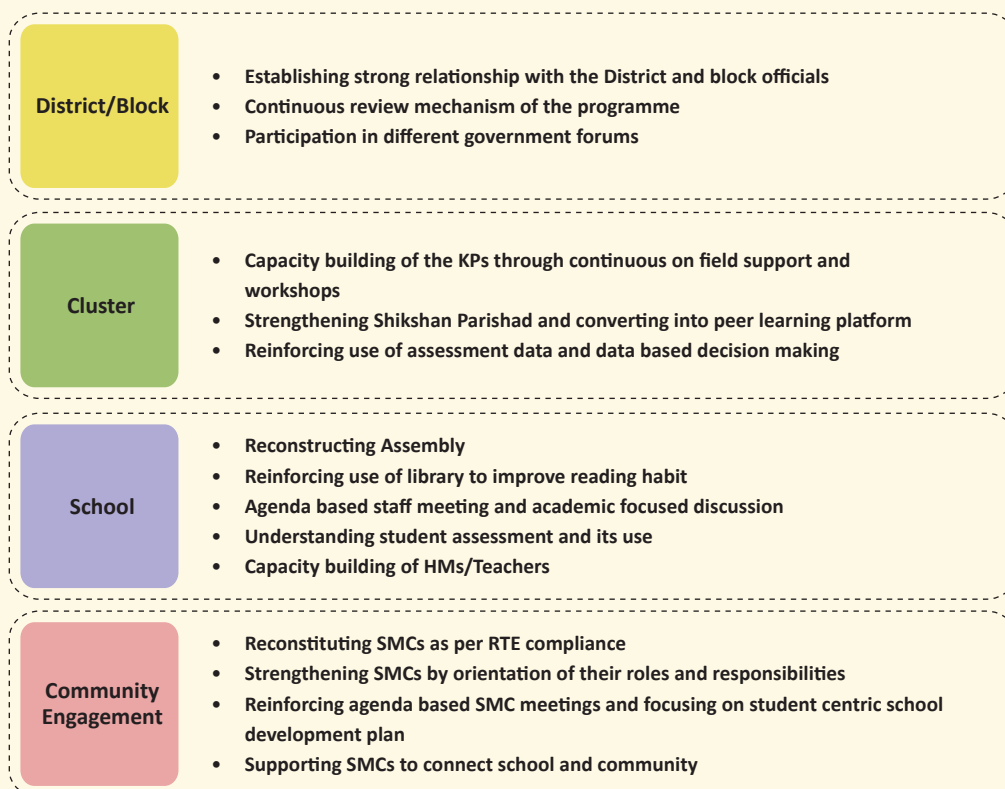 District/Block
• Establishing strong relationship with the District and block officials
• Continuous review mechanism of the programme
• Participation in different government forums
Cluster
• Capacity building of the KPs through continuous on field support and
workshops
• Strengthening Shikshan Parishad and converting into peer learning platform
• Reinforcing use of assessment data and data based decision making
School
• Reconstructing Assembly
• Reinforcing use of library to improve reading habit
• Agenda based staff meeting and academic focused discussion
• Understanding student assessment and its use
• Capacity building of HMs/Teachers
Community
Engagement
• Reconstituting SMCs as per RTE compliance
• Strengthening SMCs by orientation of their roles and responsibilities
• Reinforcing agenda based SMC meetings and focusing on student centric school
development plan
• Supporting SMCs to connect school and community